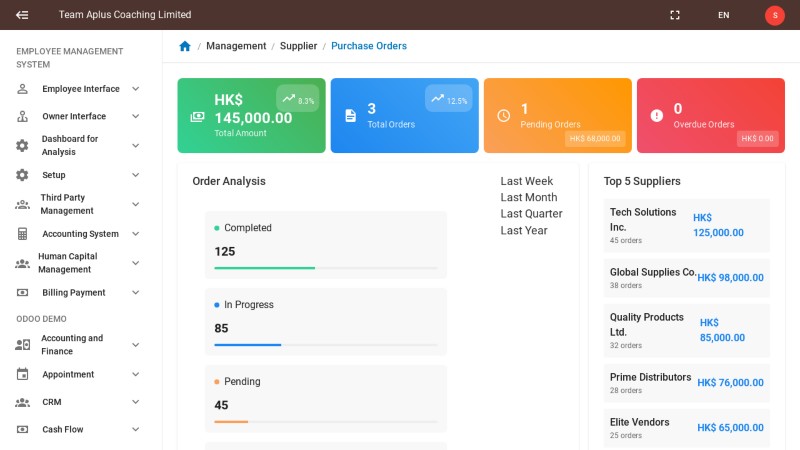 Team Aplus Coaching Limited
EN
S
EMPLOYEE MANAGEMENT
SYSTEM
Employee Interface
Owner Interface
Dashboard for
Analysis
Setup
Third Party
Management
Accounting System
Human Capital
Management
Billing Payment
ODOO DEMO
Accounting and
Finance
Appointment
CRM
Cash Flow
/ Management / Supplier / Purchase Orders
HK$
145,000.00
Total Amount
8.3%
3
Total Orders
12.5%
1
Pending Orders
HK$ 68,000.00
0
Overdue Orders
HK$ 0.00
Order Analysis
Last Week
Last Month
Last Quarter
Last Year
Completed
125
In Progress
85
Pending
45
Top 5 Suppliers
Tech Solutions
Inc.
45 orders
HK$
125,000.00
Global Supplies Co.
38 orders
HK$ 98,000.00
Quality Products
Ltd.
32 orders
HK$
85,000.00
Prime Distributors
28 orders
HK$ 76,000.00
Elite Vendors
25 orders
HK$ 65,000.00